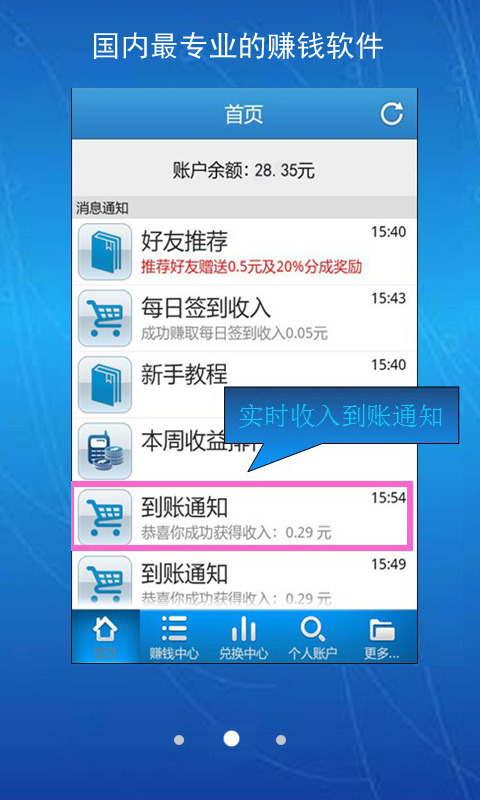 国内最专业的赚钱软件
首页
账户余额: 28.35元
消息通知
好友推荐
15:40
推荐好友赠送0.5元及20%分成奖励
每日签到收入
15:43
成功赚取每日签到收入0.05元
新手教程
15:40
实时收入到账通知
本周收益排行
到账通知
15:54
恭喜你成功获得收入：0.29 元
到账通知
15:49
恭喜你成功获得收入：0.29 元
首页
赚钱中心
兑换中心
个人账户
更多...